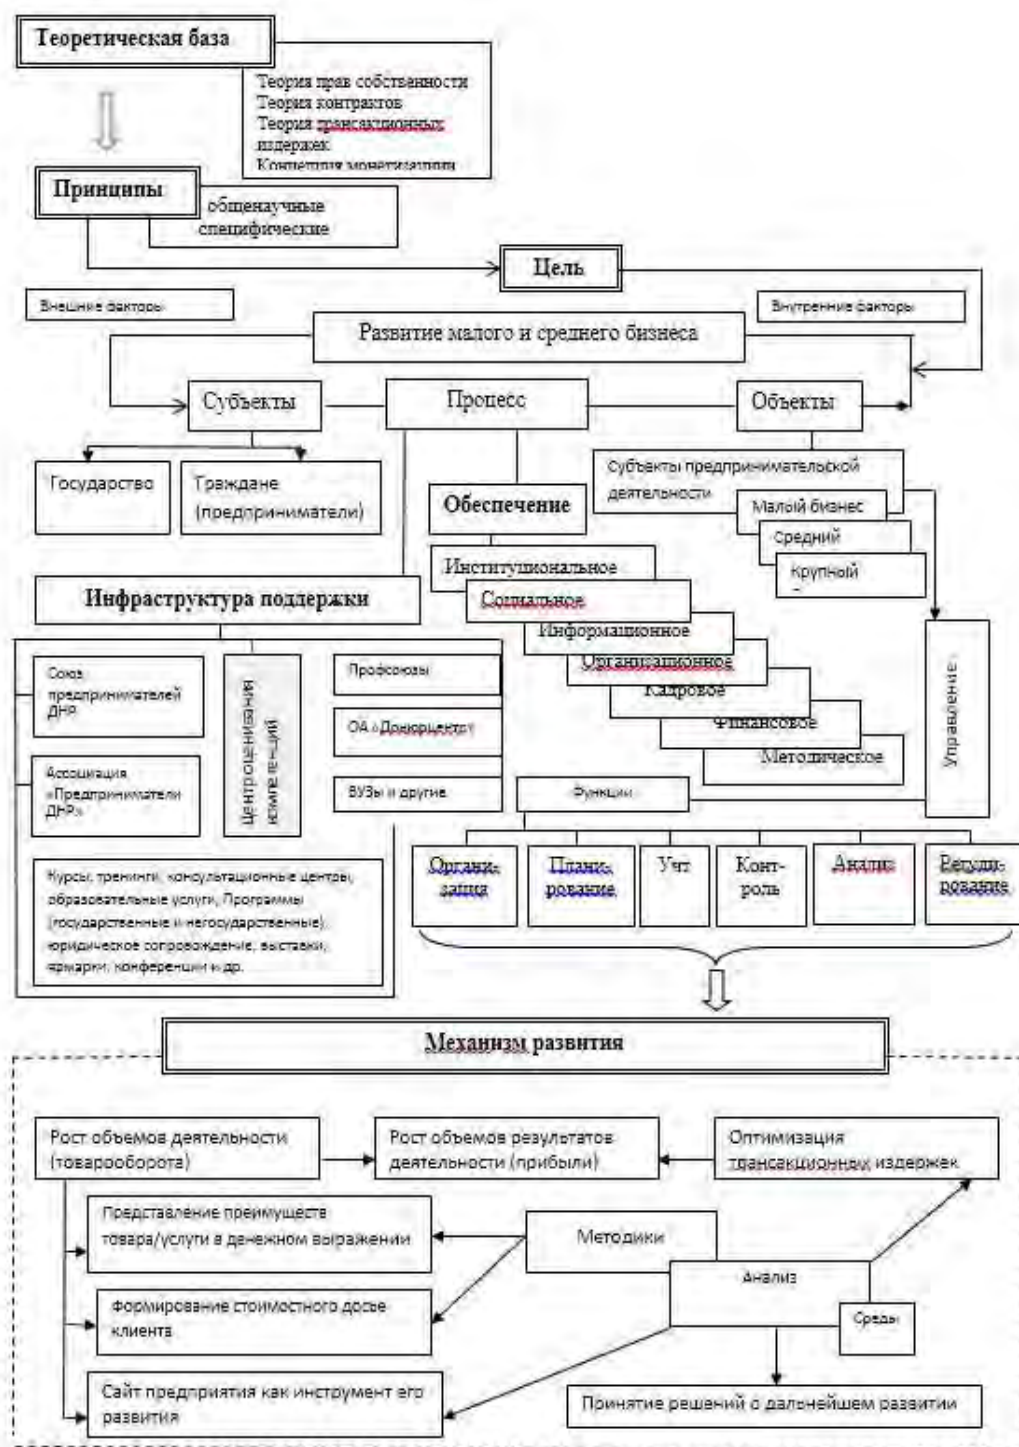 Теоретическая база
Теория прав собственности
Теория контрактов
Теория трансакционных
издержек
Концепция монетизации
Принципы
общенаучные
специфические
Цель
Внешние факторы
Внутренние факторы
Развитие малого и среднего бизнеса
Субъекты
Процесс
Объекты
Государство
Граждане
(предприниматели)
Обеспечение
Субъекты предпринимательской
деятельности
Малый бизнес
Средний
Крупный
Институциональное
Социальное
Информационное
Организационное
Кадровое
Финансовое
Методическое
Управление
Инфраструктура поддержки
Союз
предпринимателей
ДНР
Ассоциация
«Предприниматели
ДНР»
Центроценивания
компетенций
Профсоюзы
ОА «Донюрцентр»
ВУЗы и другие
Курсы, тренинги, консультационные центры,
образовательные услуги, Программы
(государственные и негосударственные)
юридическое сопровождение, выставки,
ярмарки, конференции и др.
Функции
Органи-
зация
Плани-
рование
Учт
Конт-
роль
Анализ
Регули-
рование
Механизм развития
Рост объемов деятельности
(товарооборота)
Рост объемов результатов
деятельности (прибыли)
Оптимизация
трансакционных издержек
Представление преимуществ
товара/услуги в денежном выражении
Методики
Анализ
Среды
Формирование стоимостного досье
клиента
Сайт предприятия как инструмент его
развития
Принятие решений о дальнейшем развитии